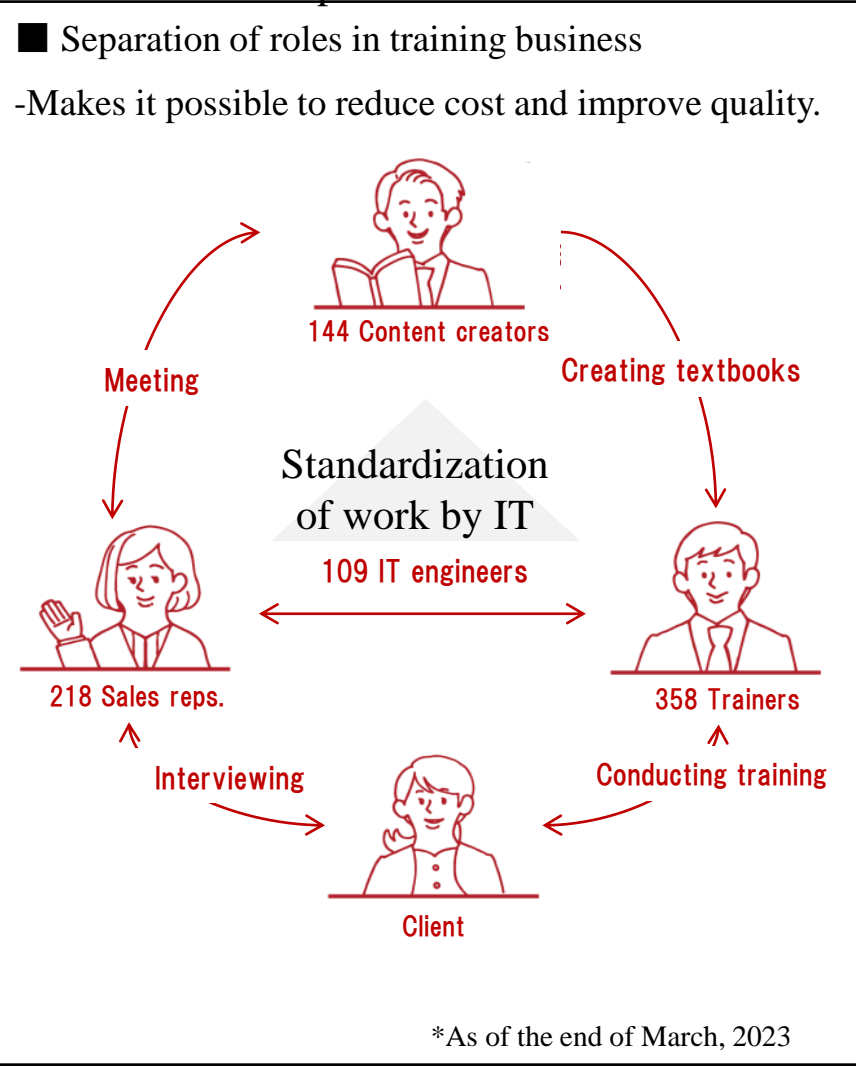 ■ Separation of roles in training business
-Makes it possible to reduce cost and improve quality.
144 Content creators
Meeting
Creating textbooks
Standardization
of work by IT
109 IT engineers
218 Sales reps.
358 Trainers
Interviewing
Conducting training
Client
*As of the end of March, 2023